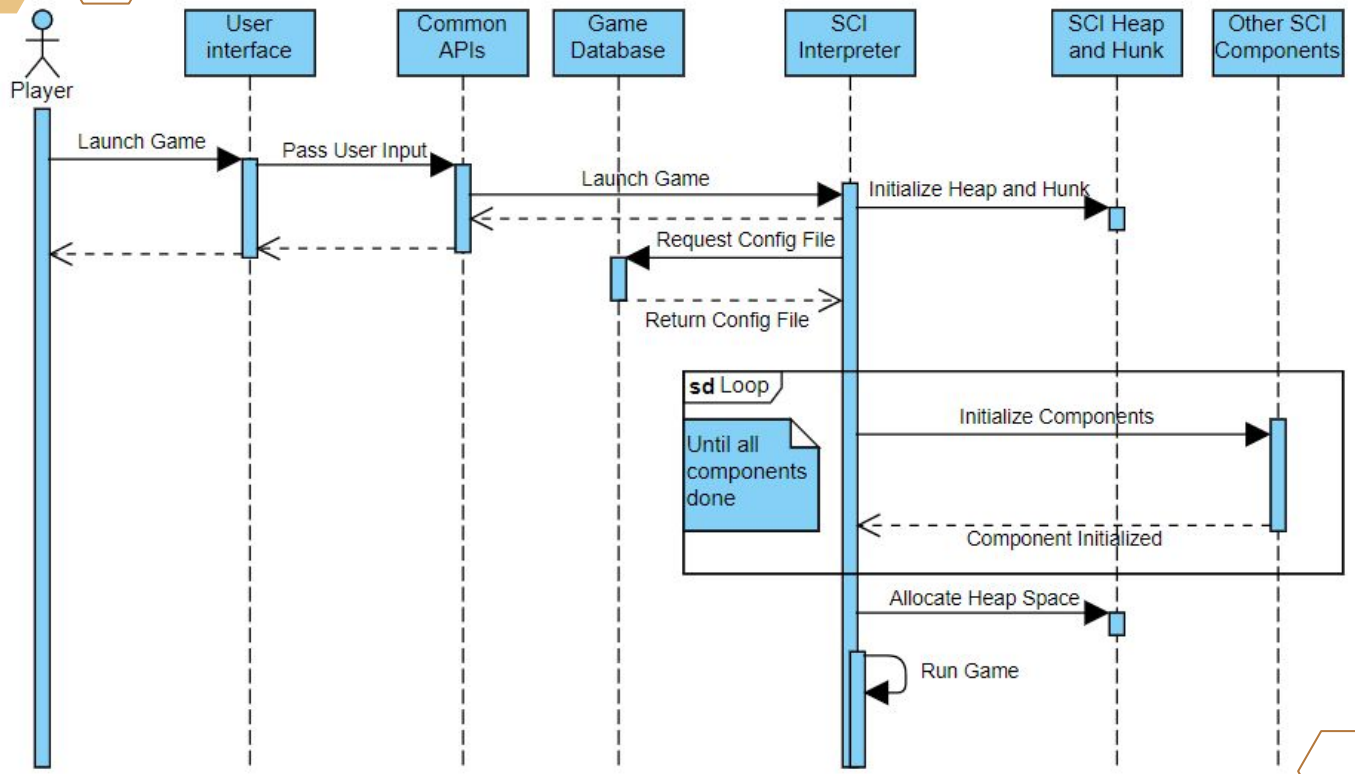 User
interface
Common
APIs
Game
Database
SCI
Interpreter
SCI Heap
and Hunk
Other SCI
Components
Player
Launch Game
Pass User Input
Launch Game
Initialize Heap and Hunk
Request Config File
Return Config File
sd Loop
Until all
components
done
Initialize Components
Component Initialized
Allocate Heap Space
Run Game